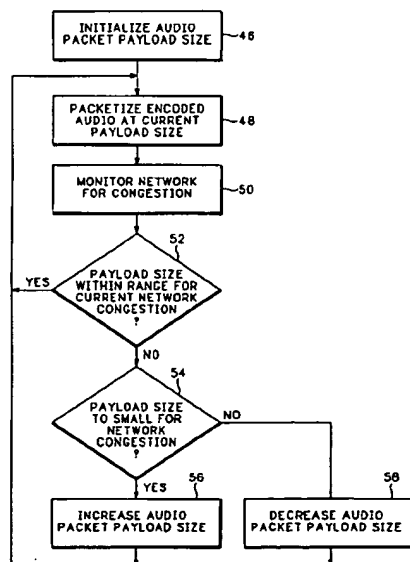 INITIALIZE AUDIO
PACKET PAYLOAD SIZE
46
PACKETIZE ENCODED
AUDIO AT CURRENT
PAYLOAD SIZE
48
MONITOR NETWORK
FOR CONGESTION
50
52
YES
PAYLOAD SIZE
WITHIN RANGE FOR
CURRENT NETWORK
CONGESTION
?
NO
54
PAYLOAD SIZE
TO SMALL FOR
NETWORK
CONGESTION
?
NO
YES
56
INCREASE AUDIO
PACKET PAYLOAD SIZE
58
DECREASE AUDIO
PACKET PAYLOAD SIZE